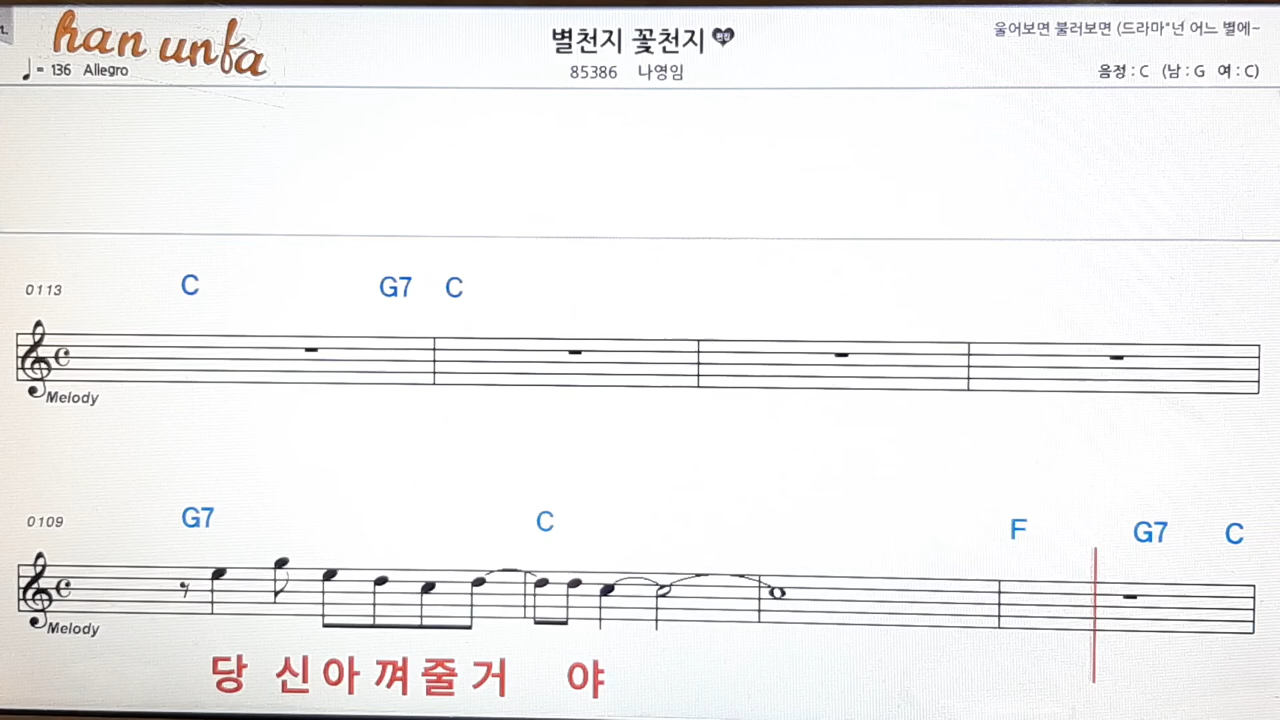 han unfa
♩= 136 Allegro
별천지 꽃천지
85386 나영임
울어보면 불러보면 (드라마"넌 어느 별에~
음정 : C (남 : G 여 : C)
0113 C G7 C
Melody
0109 G7 C F G7 C
Melody
당 신 아 껴 줄 거 야